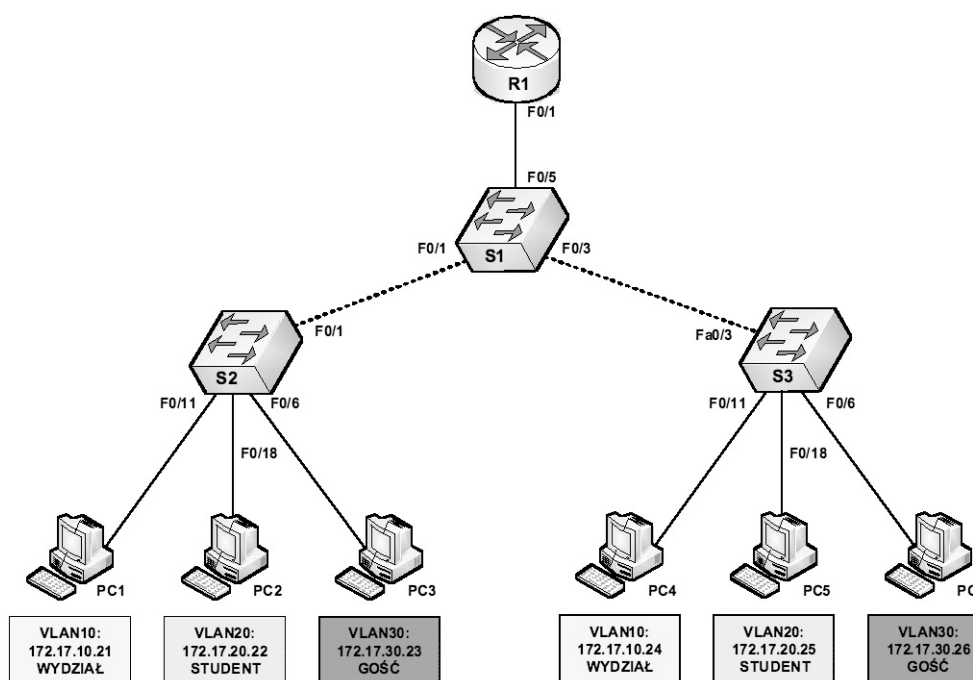 R1
F0/1
F0/5
S1
F0/1
F0/3
F0/1
Fa0/3
S2
S3
F0/11
F0/6
F0/18
F0/11
F0/6
F0/18
PC1
PC2
PC3
PC4
PC5
PC
VLAN10:
172.17.10.21
WYDZIAŁ
VLAN20:
172.17.20.22
STUDENT
VLAN30:
172.17.30.23
GOŚĆ
VLAN10:
172.17.10.24
WYDZIAŁ
VLAN20:
172.17.20.25
STUDENT
VLAN30:
172.17.30.26
GOŚĆ